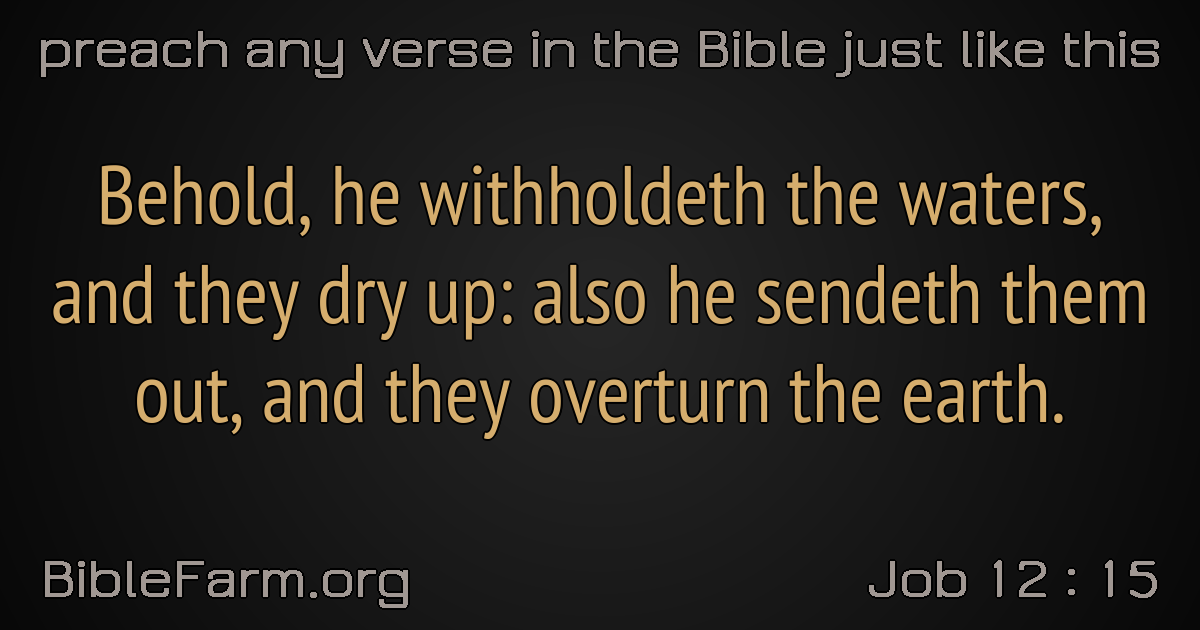 preach any verse in the Bible just like this
Behold, he withholdeth the waters,
and they dry up: also he sendeth them
out, and they overturn the earth.
BibleFarm.org
Job 12 : 15